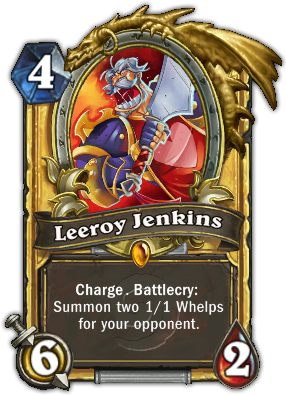 4
Leeroy Jenkins
Charge. Battlecry:
Summon two 1/1 Whelps
for your opponent.
6
2